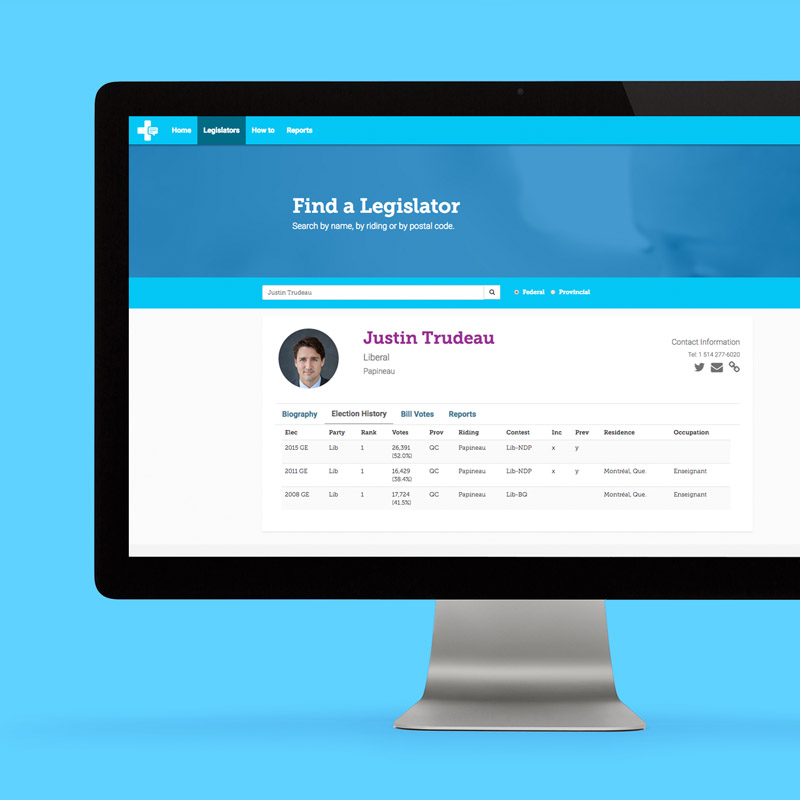 Home Legislators How to Reports
Find a Legislator
Search by name, by riding or by postal code.
Justin Trudeau Federal Provincial
Justin Trudeau
Liberal
Papineau
Contact Information
Tel: 1 514 277-6020
Biography Election History Bill Votes Reports
Elec Party Rank Votes Prov Riding Contest Inc Prev Residence Occupation
2015 GE Lib 1 26,391 QC Papineau Lib-NDP x y
(52.0%)
2011 GE Lib 1 16,429 QC Papineau Lib-NDP x y Montréal, Que. Enseignant
(38.4%)
2008 GE Lib 1 17,724 QC Papineau Lib-BQ Montréal, Que. Enseignant
(41.5%)